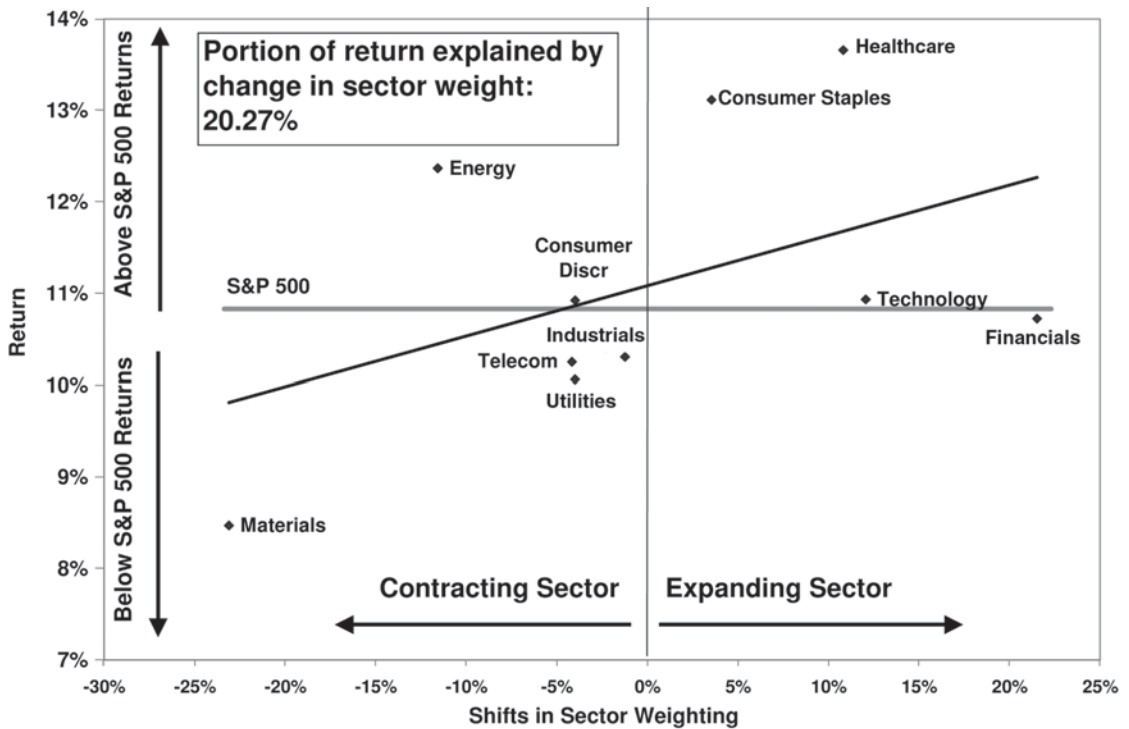 14%
13%
12%
11%
10%
9%
8%
7%
Return
Above S&P 500 Returns
Below S&P 500 Returns
Portion of return explained by
change in sector weight:
20.27%
Healthcare
Consumer Staples
Energy
Consumer
Discr
S&P 500
Technology
Industrials
Financials
Telecom
Utilities
Materials
Contracting Sector
Expanding Sector
-30% -25% -20% -15% -10% -5% 0% 5% 10% 15% 20% 25%
Shifts in Sector Weighting